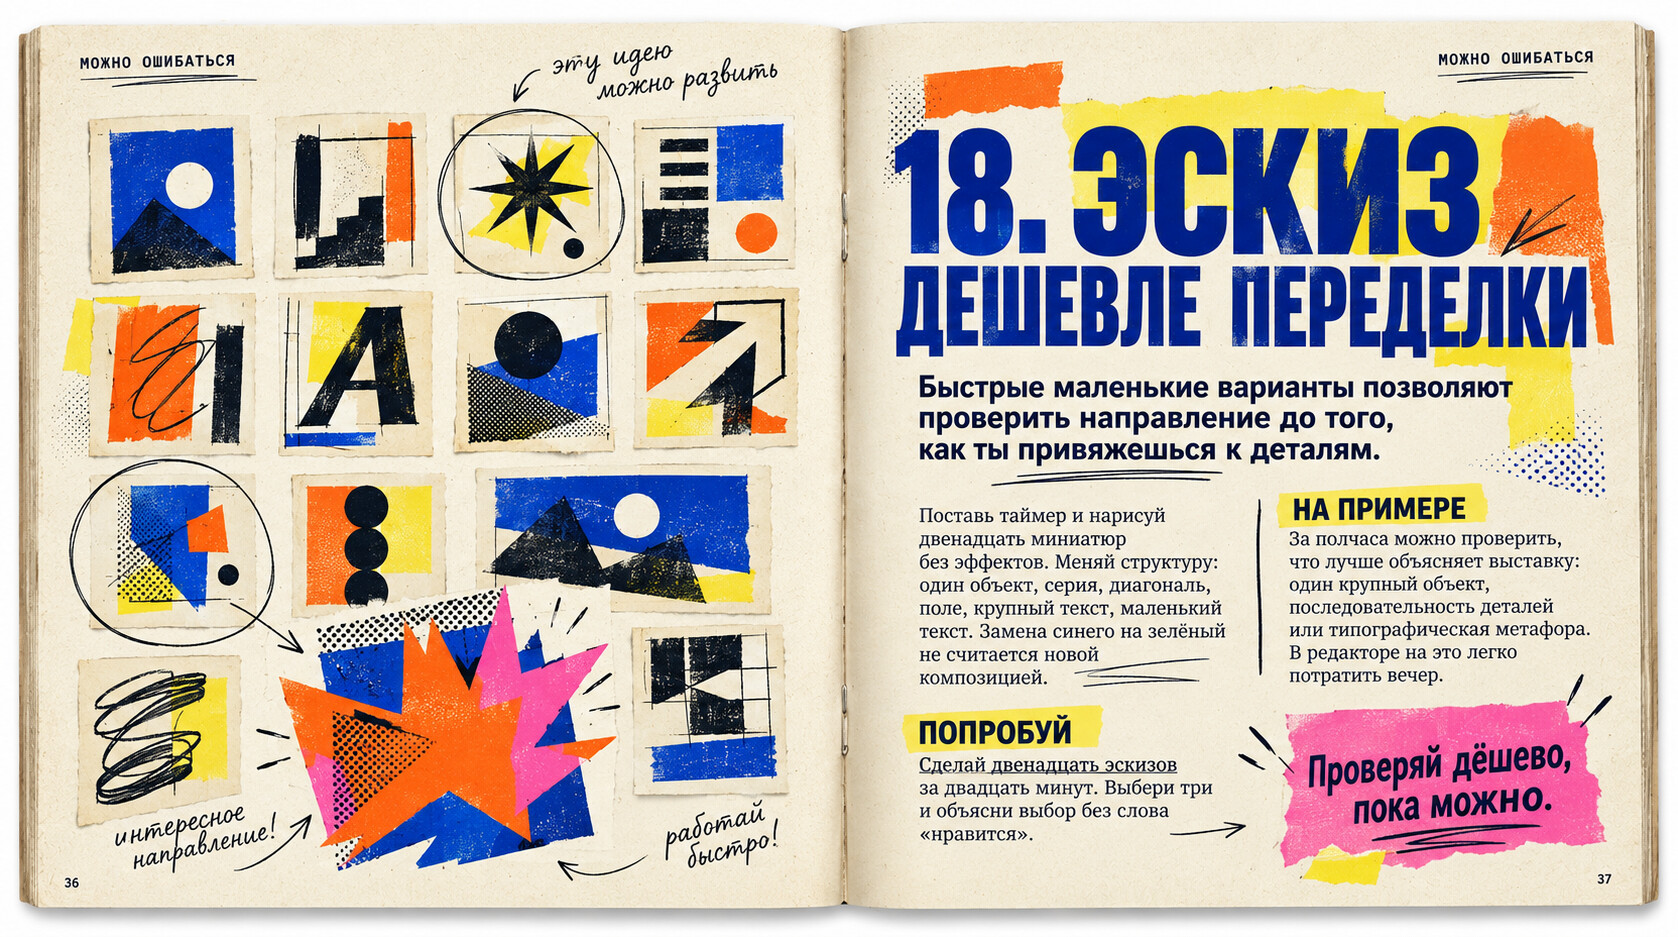 МОЖНО ОШИБАТЬСЯ
эту идею
можно развить
А
интересное
направление!
работай
быстро!
36
МОЖНО ОШИБАТЬСЯ
18. ЭСКИЗ
ДЕШЕВЛЕ ПЕРЕДЕЛКИ
Быстрые маленькие варианты позволяют
проверить направление до того,
как ты привяжешься к деталям.
Поставь таймер и нарисуй
двенадцать миниатюр
без эффектов. Меняй структуру:
один объект, серия, диагональ,
поле, крупный текст, маленький
текст. Замена синего на зелёный
не считается новой
композицией.
ПОПРОБУЙ
Сделай двенадцать эскизов
за двадцать минут. Выбери три
и объясни выбор без слова
«нравится».
НА ПРИМЕРЕ
За полчаса можно проверить,
что лучше объясняет выставку:
один крупный объект,
последовательность деталей
или типографическая метафора.
В редакторе на это легко
потратить вечер.
Проверяй дёшево,
пока можно.
37